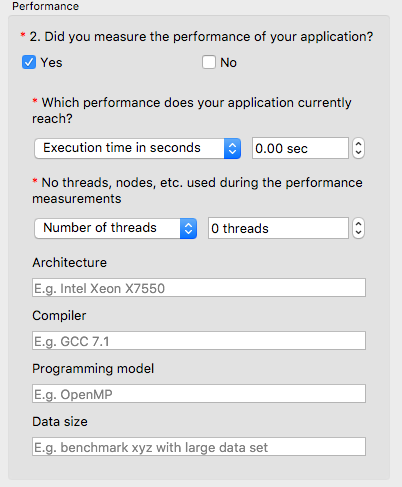 Performance
* 2. Did you measure the performance of your application?
Yes No
* Which performance does your application currently
reach?
Execution time in seconds 0.00 sec
* No threads, nodes, etc. used during the performance
measurements
Number of threads 0 threads
Architecture
E.g. Intel Xeon X7550
Compiler
E.g. GCC 7.1
Programming model
E.g. OpenMP
Data size
E.g. benchmark xyz with large data set